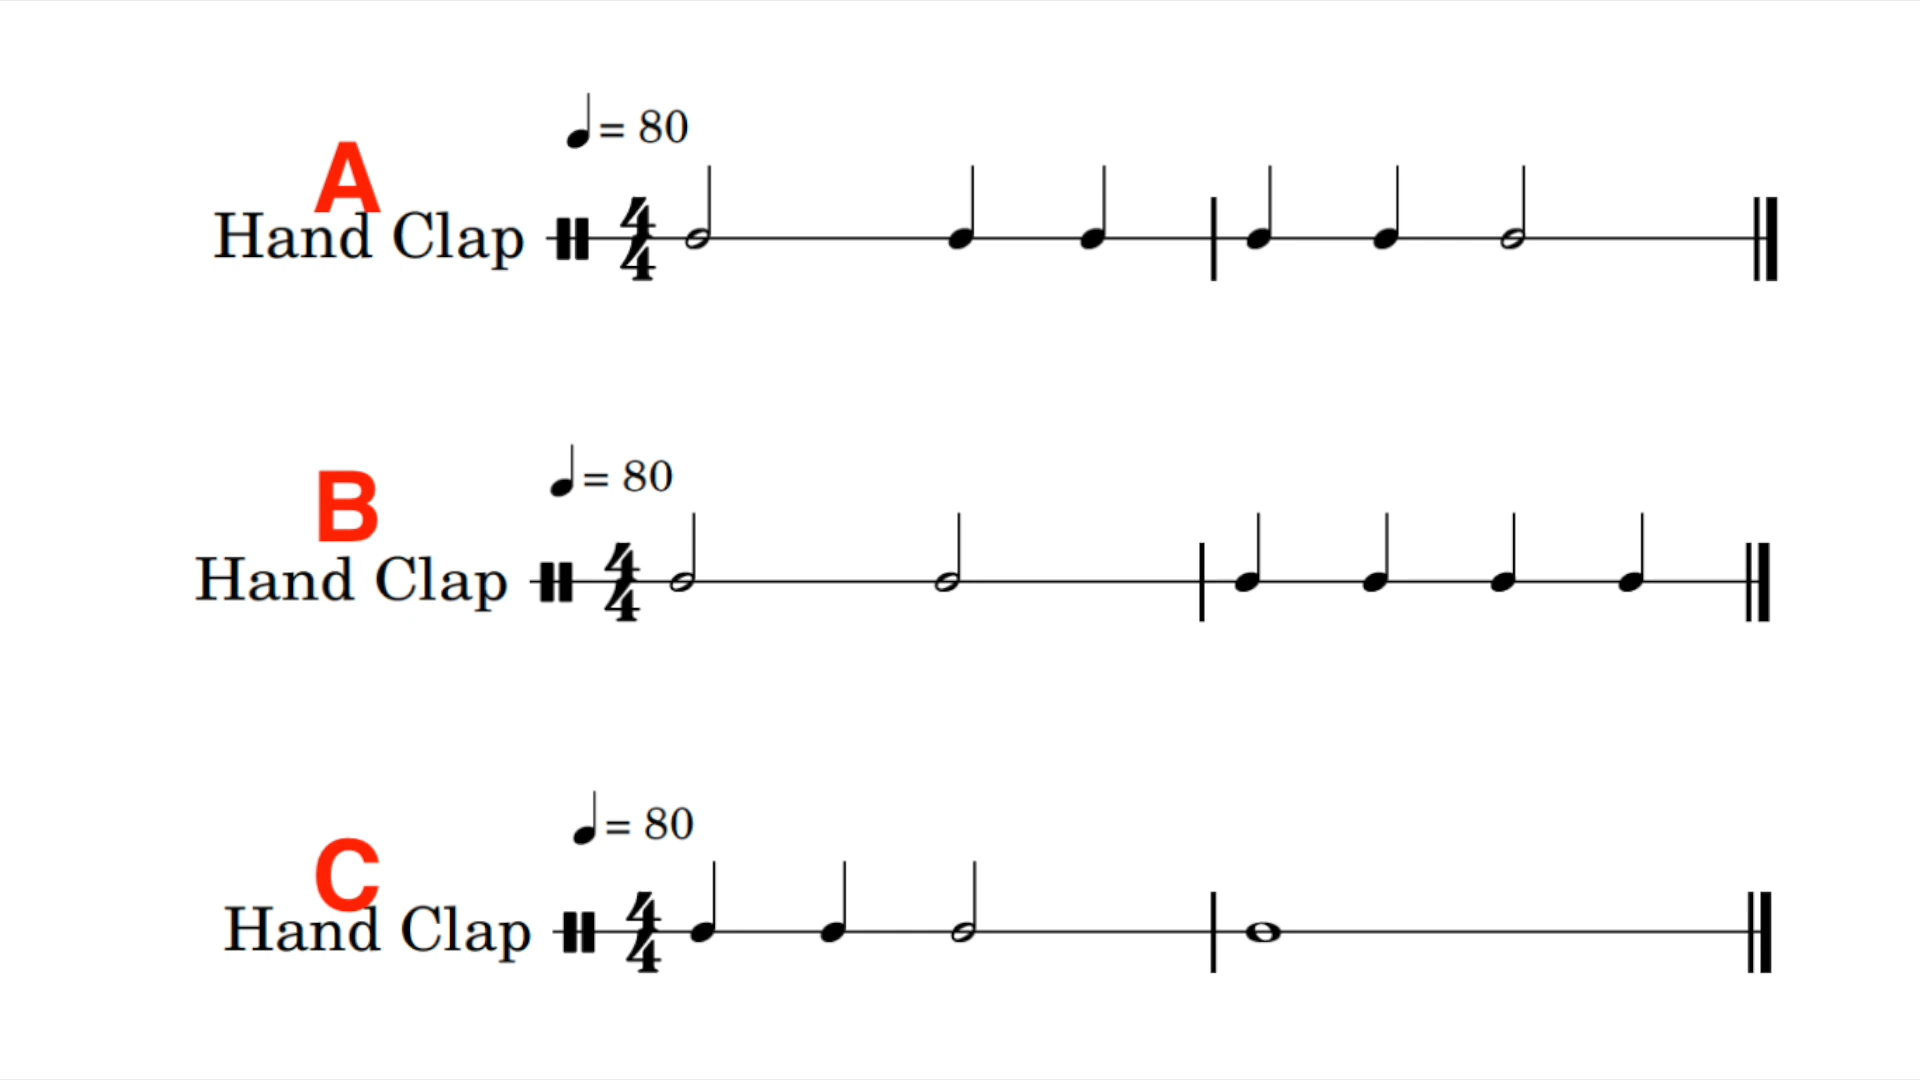 = 80
A
Hand Clap 4/4
= 80
B
Hand Clap 4/4
= 80
C
Hand Clap 4/4